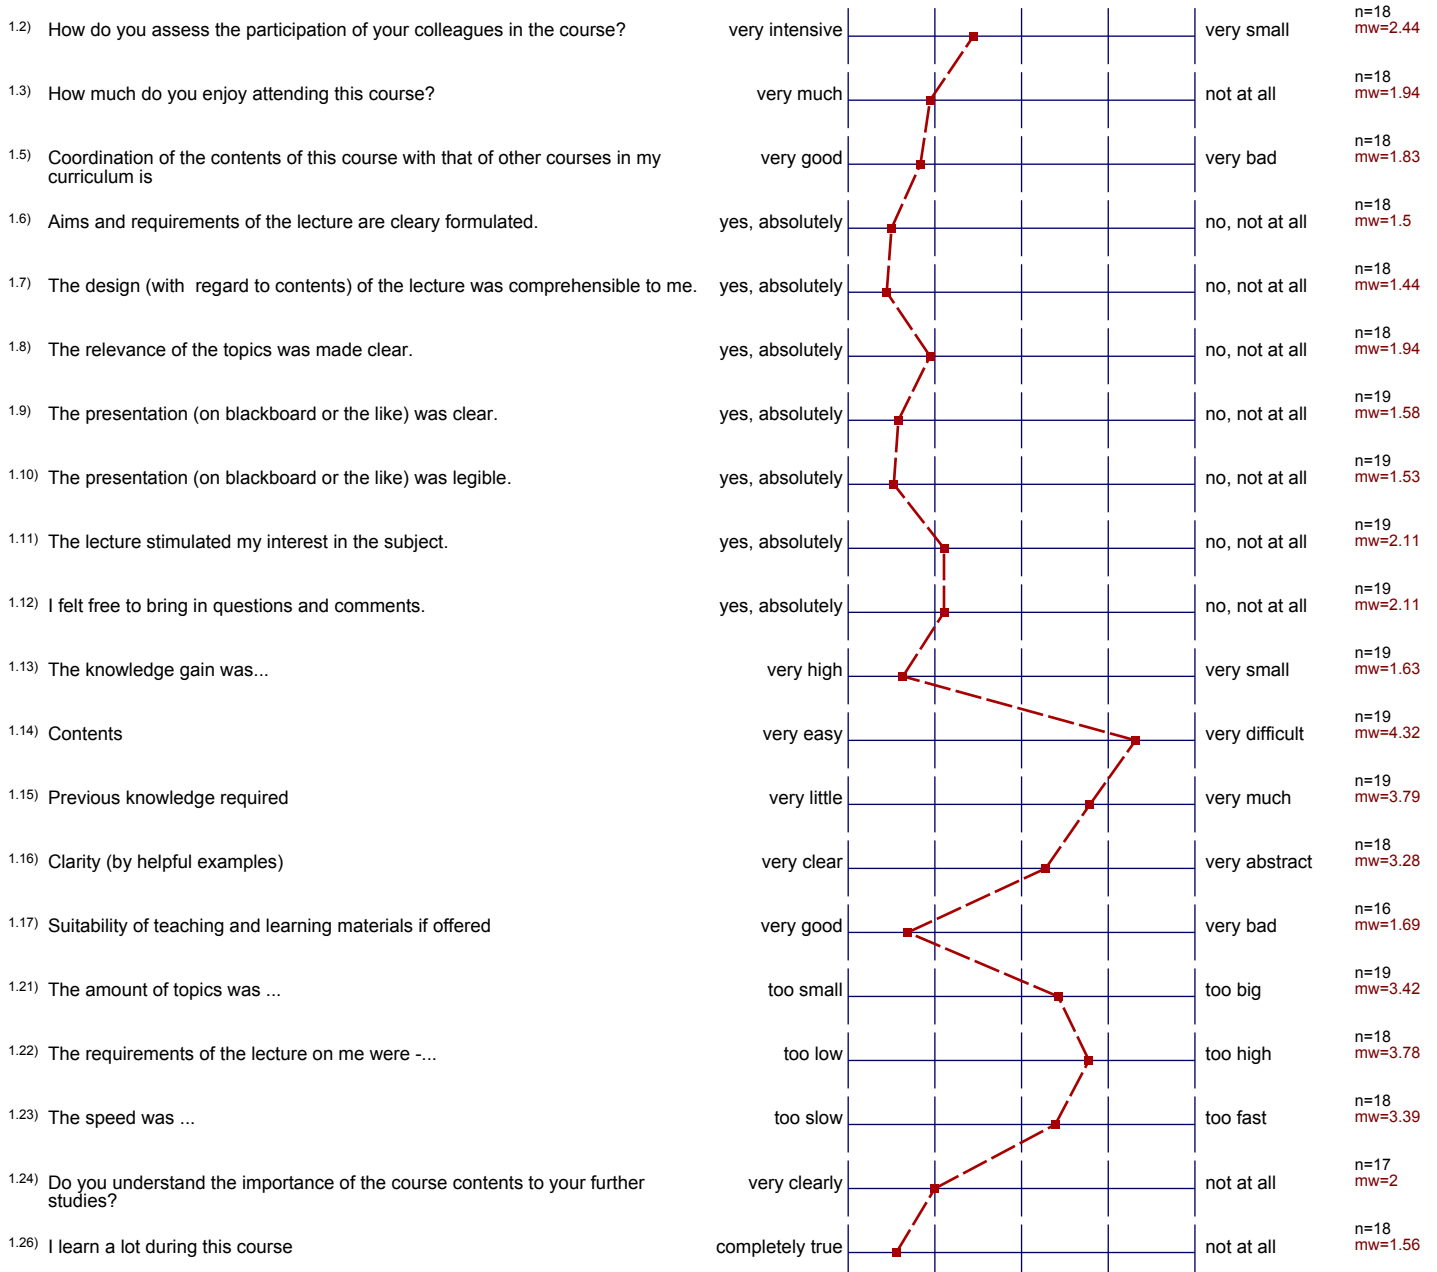 1.2) How do you assess the participation of your colleagues in the course? very intensive very small n=18 mw=2.44
1.3) How much do you enjoy attending this course? very much not at all n=18 mw=1.94
1.5) Coordination of the contents of this course with that of other courses in my very good very bad n=18 mw=1.83
curriculum is
1.6) Aims and requirements of the lecture are cleary formulated. yes, absolutely no, not at all n=18 mw=1.5
1.7) The design (with regard to contents) of the lecture was comprehensible to me. yes, absolutely no, not at all n=18 mw=1.44
1.8) The relevance of the topics was made clear. yes, absolutely no, not at all n=18 mw=1.94
1.9) The presentation (on blackboard or the like) was clear. yes, absolutely no, not at all n=19 mw=1.58
1.10) The presentation (on blackboard or the like) was legible. yes, absolutely no, not at all n=19 mw=1.53
1.11) The lecture stimulated my interest in the subject. yes, absolutely no, not at all n=19 mw=2.11
1.12) I felt free to bring in questions and comments. yes, absolutely no, not at all n=19 mw=2.11
1.13) The knowledge gain was... very high very small n=19 mw=1.63
1.14) Contents very easy very difficult n=19 mw=4.32
1.15) Previous knowledge required very little very much n=19 mw=3.79
1.16) Clarity (by helpful examples) very clear very abstract n=18 mw=3.28
1.17) Suitability of teaching and learning materials if offered very good very bad n=16 mw=1.69
1.21) The amount of topics was ... too small too big n=19 mw=3.42
1.22) The requirements of the lecture on me were -... too low too high n=18 mw=3.78
1.23) The speed was ... too slow too fast n=18 mw=3.39
1.24) Do you understand the importance of the course contents to your further very clearly not at all n=17 mw=2
studies?
1.26) I learn a lot during this course completely true not at all n=18 mw=1.56